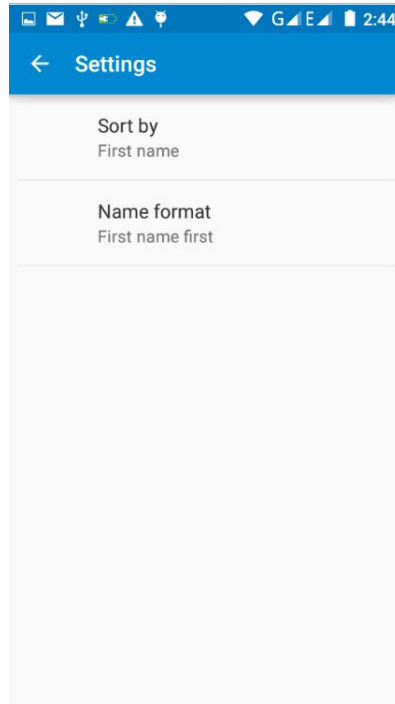 G E 2:44
Settings
Sort by
First name
Name format
First name first